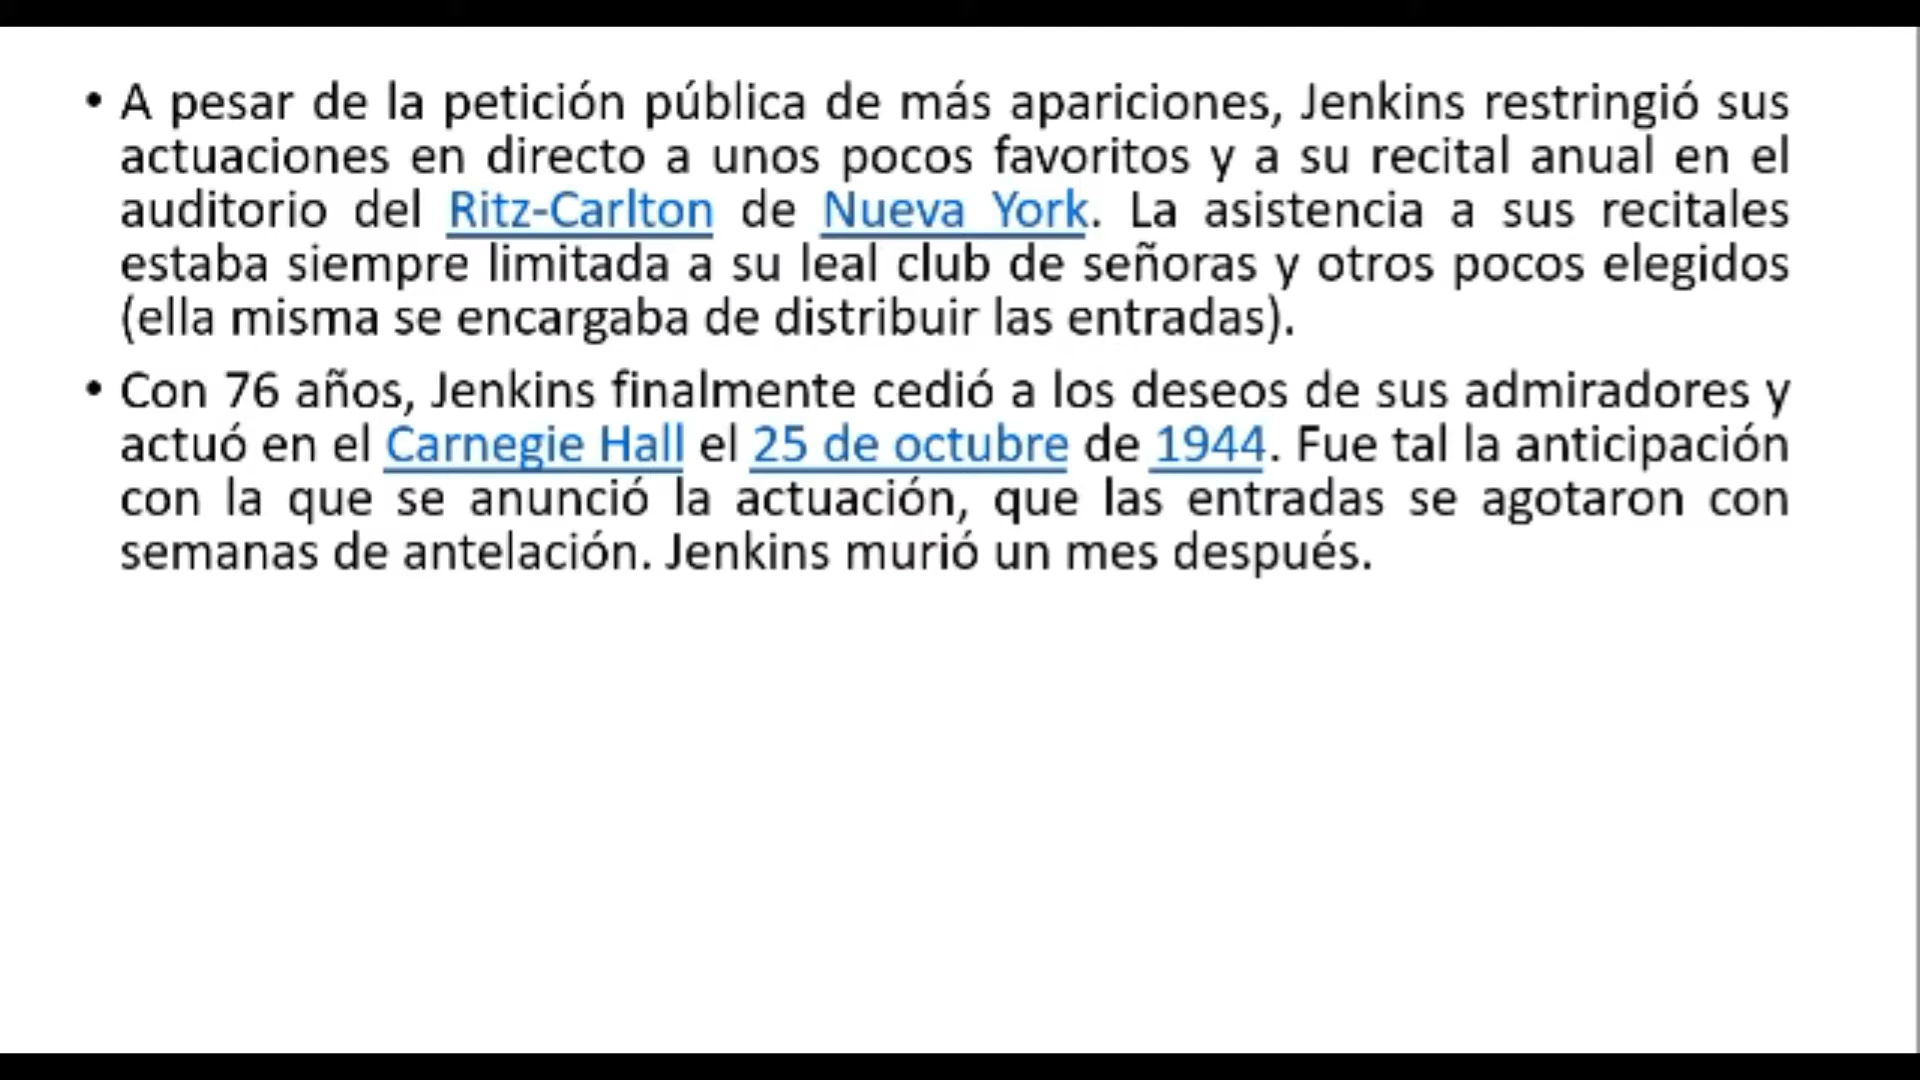 • A pesar de la petición pública de más apariciones, Jenkins restringió sus
actuaciones en directo a unos pocos favoritos y a su recital anual en el
auditorio del Ritz-Carlton de Nueva York. La asistencia a sus recitales
estaba siempre limitada a su leal club de señoras y otros pocos elegidos
(ella misma se encargaba de distribuir las entradas).
• Con 76 años, Jenkins finalmente cedió a los deseos de sus admiradores y
actuó en el Carnegie Hall el 25 de octubre de 1944. Fue tal la anticipación
con la que se anunció la actuación, que las entradas se agotaron con
semanas de antelación. Jenkins murió un mes después.